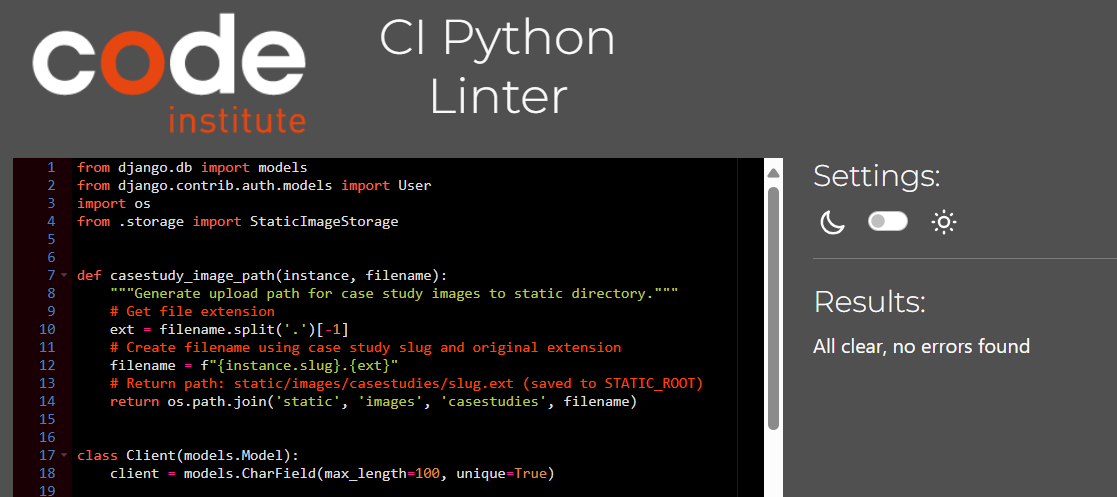 code
institute
CI Python
Linter
1 from django.db import models
2 from django.contrib.auth.models import User
3 import os
4 from .storage import StaticImageStorage
5
6
7 def casestudy_image_path(instance, filename):
8     """Generate upload path for case study images to static directory."""
9     # Get file extension
10     ext = filename.split('.')[-1]
11     # Create filename using case study slug and original extension
12     filename = f"{instance.slug}.{ext}"
13     # Return path: static/images/casestudies/slug.ext (saved to STATIC_ROOT)
14     return os.path.join('static', 'images', 'casestudies', filename)
15
16
17 class Client(models.Model):
18     client = models.CharField(max_length=100, unique=True)
19
Settings:
Results:
All clear, no errors found